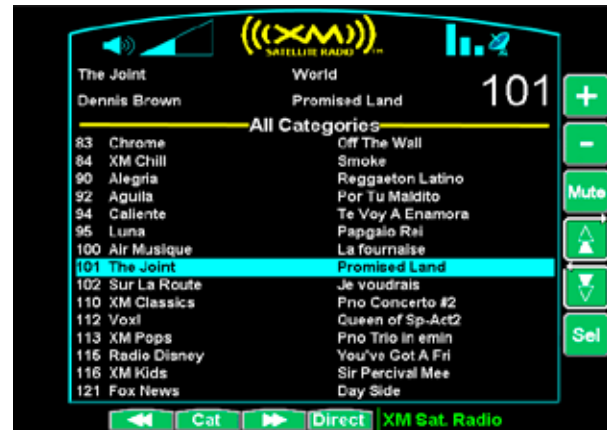 ((XM))
SATELLITE RADIO TM
The Joint World 101
Dennis Brown Promised Land
All Categories
83 Chrome Off The Wall
84 XM Chill Smoke
90 Alegria Reggaeton Latino
92 Aguila Por Tu Maldito
94 Caliente Te Voy A Enamora
95 Luna Papgaio Rei
100 Air Musique La fournaise
101 The Joint Promised Land
102 Sur La Route Je voudrais
110 XM Classics Pno Concerto #2
112 Vox! Queen of Sp-Act2
113 XM Pops Pno Trio in emin
115 Radio Disney You've Got A Fri
116 XM Kids Sir Percival Mee
121 Fox News Day Side
+
-
Mute
Sel
Cat Direct XM Sat. Radio